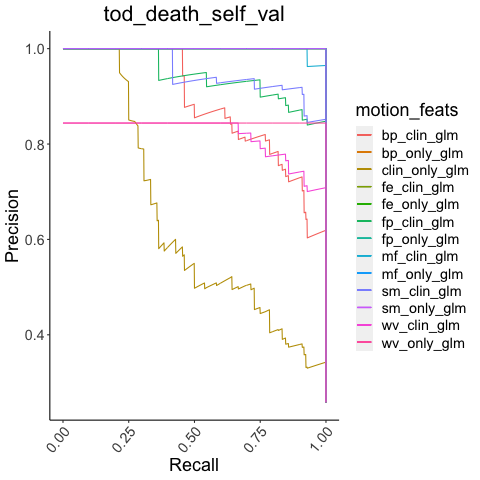 tod_death_self_val
Precision
1.0
0.8
0.6
0.4
0.00
0.25
0.50
0.75
1.00
Recall
motion_feats
bp_clin_glm
bp_only_glm
clin_only_glm
fe_clin_glm
fe_only_glm
fp_clin_glm
fp_only_glm
mf_clin_glm
mf_only_glm
sm_clin_glm
sm_only_glm
wv_clin_glm
wv_only_glm